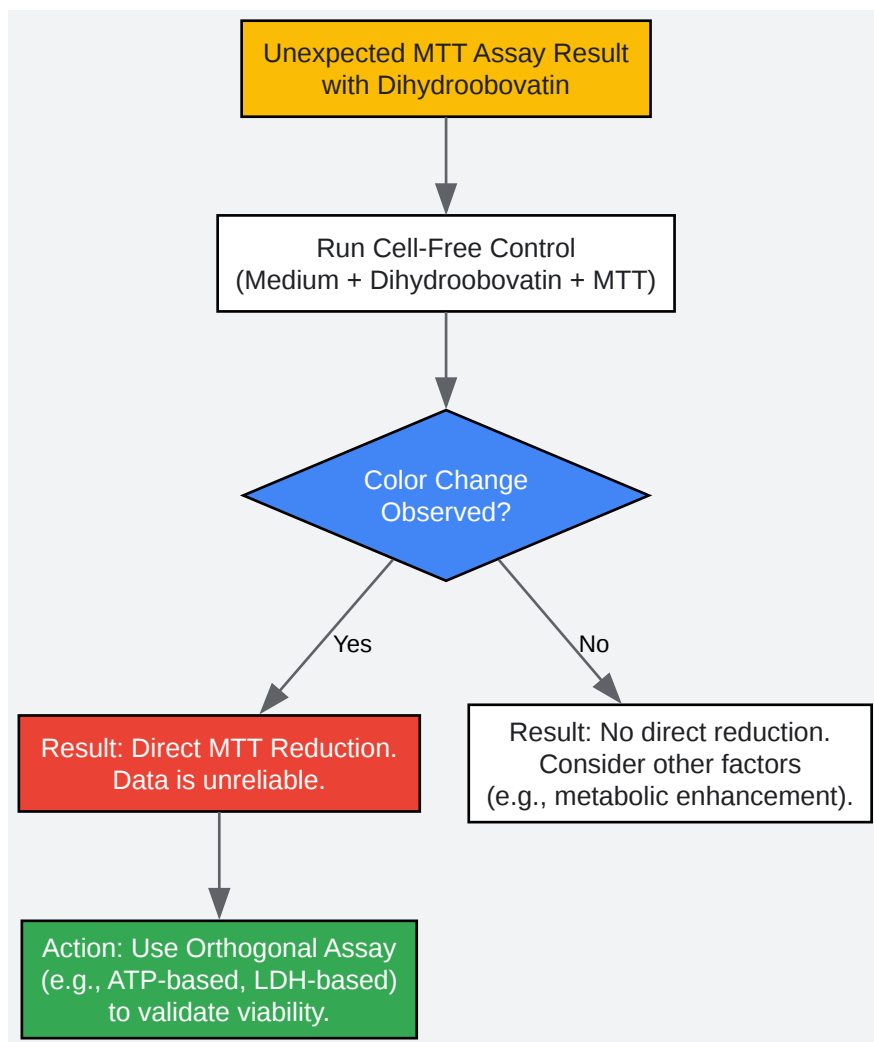 Unexpected MTT Assay Result
with Dihydroobovatin
Run Cell-Free Control
(Medium + Dihydroobovatin + MTT)
Color Change
Observed?
Yes
No
Result: Direct MTT Reduction.
Data is unreliable.
Result: No direct reduction.
Consider other factors
(e.g., metabolic enhancement).
Action: Use Orthogonal Assay
(e.g., ATP-based, LDH-based)
to validate viability.